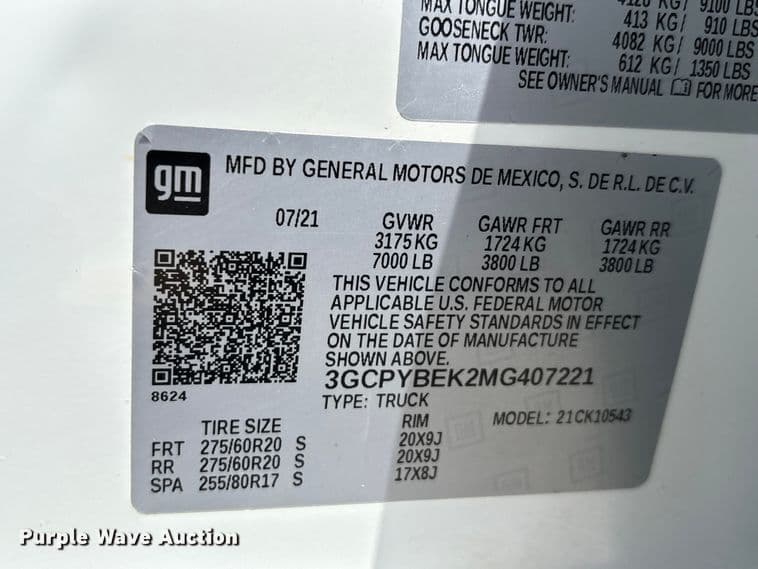 MAX TONGUE WEIGHT: 413 KG/ 910 LBS
GOOSENECK TWR: 4082 KG/ 9000 LBS
MAX TONGUE WEIGHT: 612 KG/ 1350 LBS
SEE OWNER'S MANUAL FOR MORE
gm
MFD BY GENERAL MOTORS DE MEXICO, S. DE R.L. DE C.V.
07/21 GVWR GAWR FRT GAWR RR
3175 KG 1724 KG 1724 KG
7000 LB 3800 LB 3800 LB
THIS VEHICLE CONFORMS TO ALL
APPLICABLE U.S. FEDERAL MOTOR
VEHICLE SAFETY STANDARDS IN EFFECT
ON THE DATE OF MANUFACTURE
SHOWN ABOVE.
3GCPYBEK2MG407221
8624
TYPE: TRUCK
TIRE SIZE RIM MODEL: 21CK10543
FRT 275/60R20 S 20X9J
RR 275/60R20 S 20X9J
SPA 255/80R17 S 17X8J
Purple Wave Auction